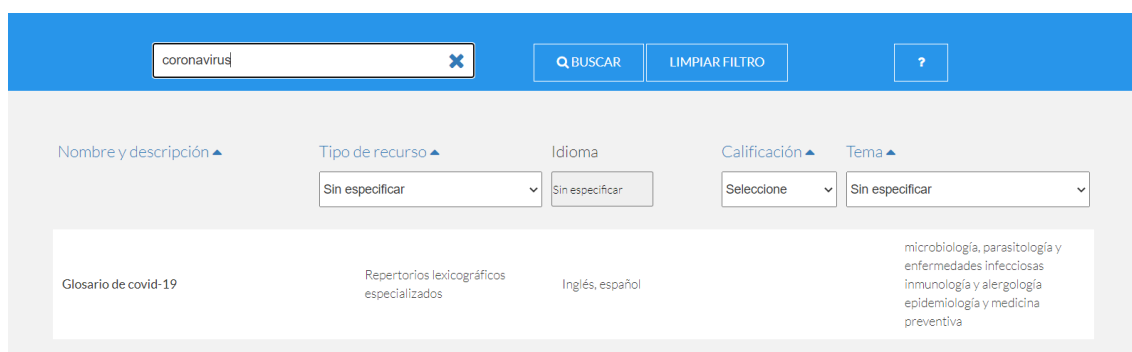 coronavirus
BUSCAR
LIMPIAR FILTRO
?
Nombre y descripción
Tipo de recurso
Idioma
Calificación
Tema
Sin especificar
Sin especificar
Seleccione
Sin especificar
Glosario de covid-19
Repertorios lexicográficos
especializados
Inglés, español
microbiología, parasitología y
enfermedades infecciosas
inmunología y alergología
epidemiología y medicina
preventiva